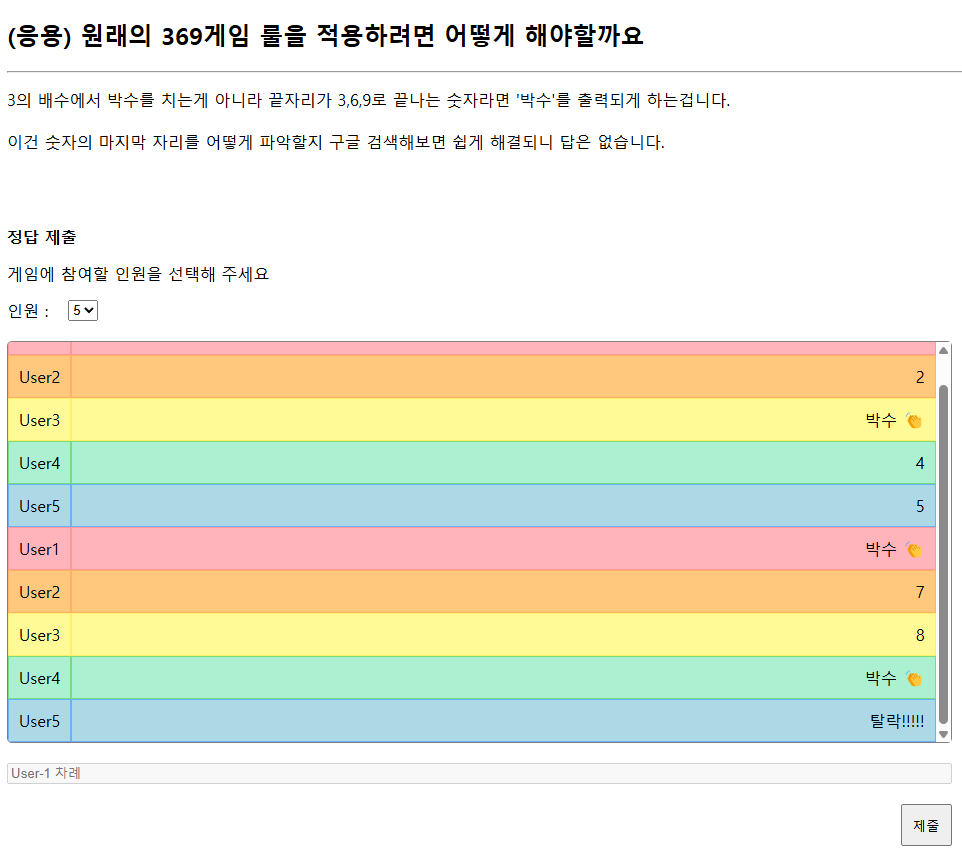 (응용) 원래의 369게임 룰을 적용하려면 어떻게 해야할까요
3의 배수에서 박수를 치는게 아니라 끝자리가 3,6,9로 끝나는 숫자라면 '박수'를 출력되게 하는겁니다.
이건 숫자의 마지막 자리를 어떻게 파악할지 구글 검색해보면 쉽게 해결되니 답은 없습니다.
정답 제출
게임에 참여할 인원을 선택해 주세요
인원 : 5
User2 2
User3 박수 👏
User4 4
User5 5
User1 박수 👏
User2 7
User3 8
User4 박수 👏
User5 탈락!!!!!
User-1 차례
제출